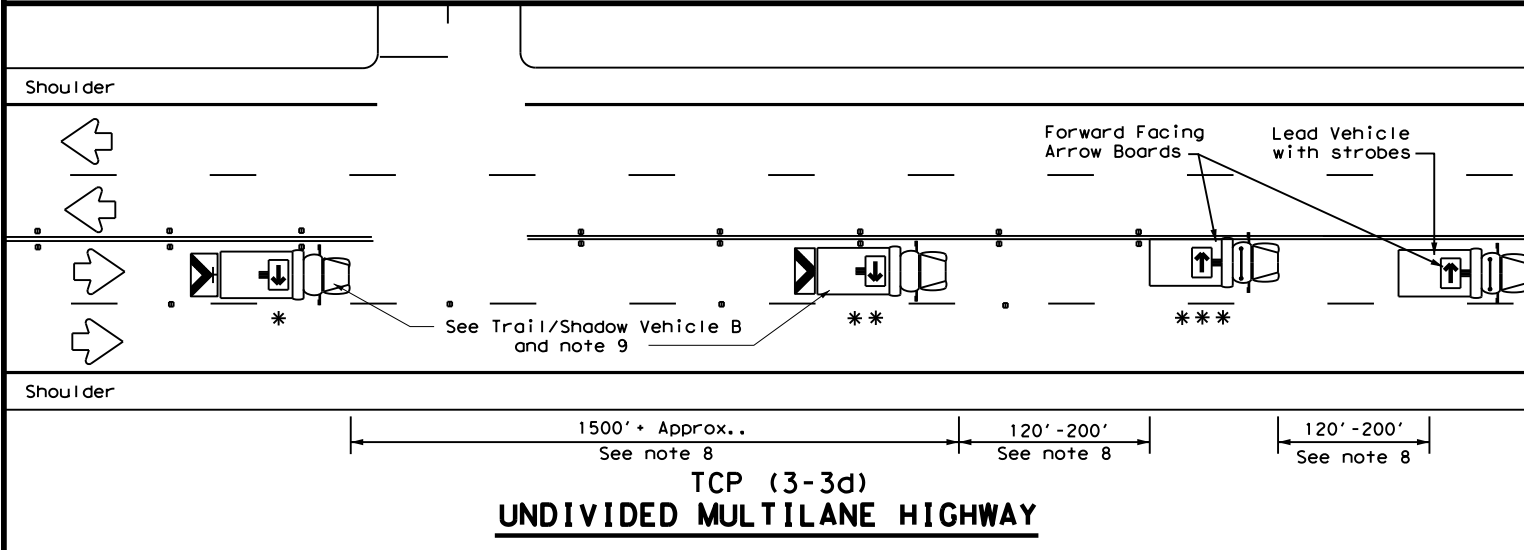 Shoulder
Forward Facing
Arrow Boards
Lead Vehicle
with strobes
*
* *
* * *
See Trail/Shadow Vehicle B
and note 9
Shoulder
1500'+ Approx..
See note 8
120'-200'
See note 8
120'-200'
See note 8
TCP (3-3d)
UNDIVIDED MULTILANE HIGHWAY